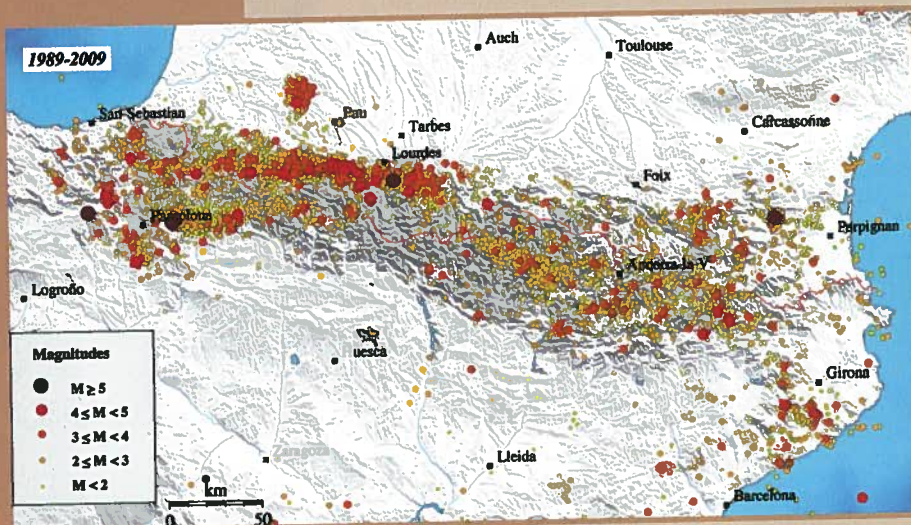 1989-2009
Auch
Toulouse
San Sebastian
Pau
Tarbes
Carcassonne
Lourdes
Foix
Pamplona
Perpignan
Andorra-la-V
Logroño
uesca
Girona
Zaragoza
Lleida
Barcelona
Magnitudes
M ≥ 5
4 ≤ M < 5
3 ≤ M < 4
2 ≤ M < 3
M < 2
km
0 50